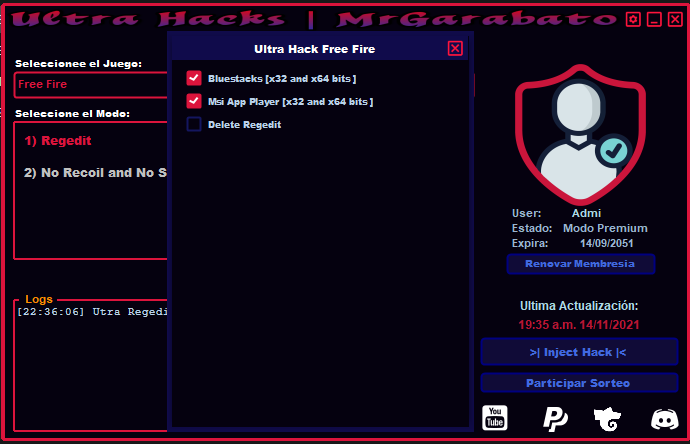 Ultra Hacks | MrGarabato
Ultra Hack Free Fire
Seleccionee el Juego:
Free Fire
Seleccione el Modo:
1) Regedit
2) No Recoil and No S
Bluestacks [x32 and x64 bits ]
Msi App Player [x32 and x64 bits ]
Delete Regedit
Logs
[22:36:06] Utra Regedi
User: Admi
Estado: Modo Premium
Expira: 14/09/2051
Renovar Membresia
Ultima Actualización:
19:35 a.m. 14/11/2021
>| Inject Hack |<
Participar Sorteo
You
Tube